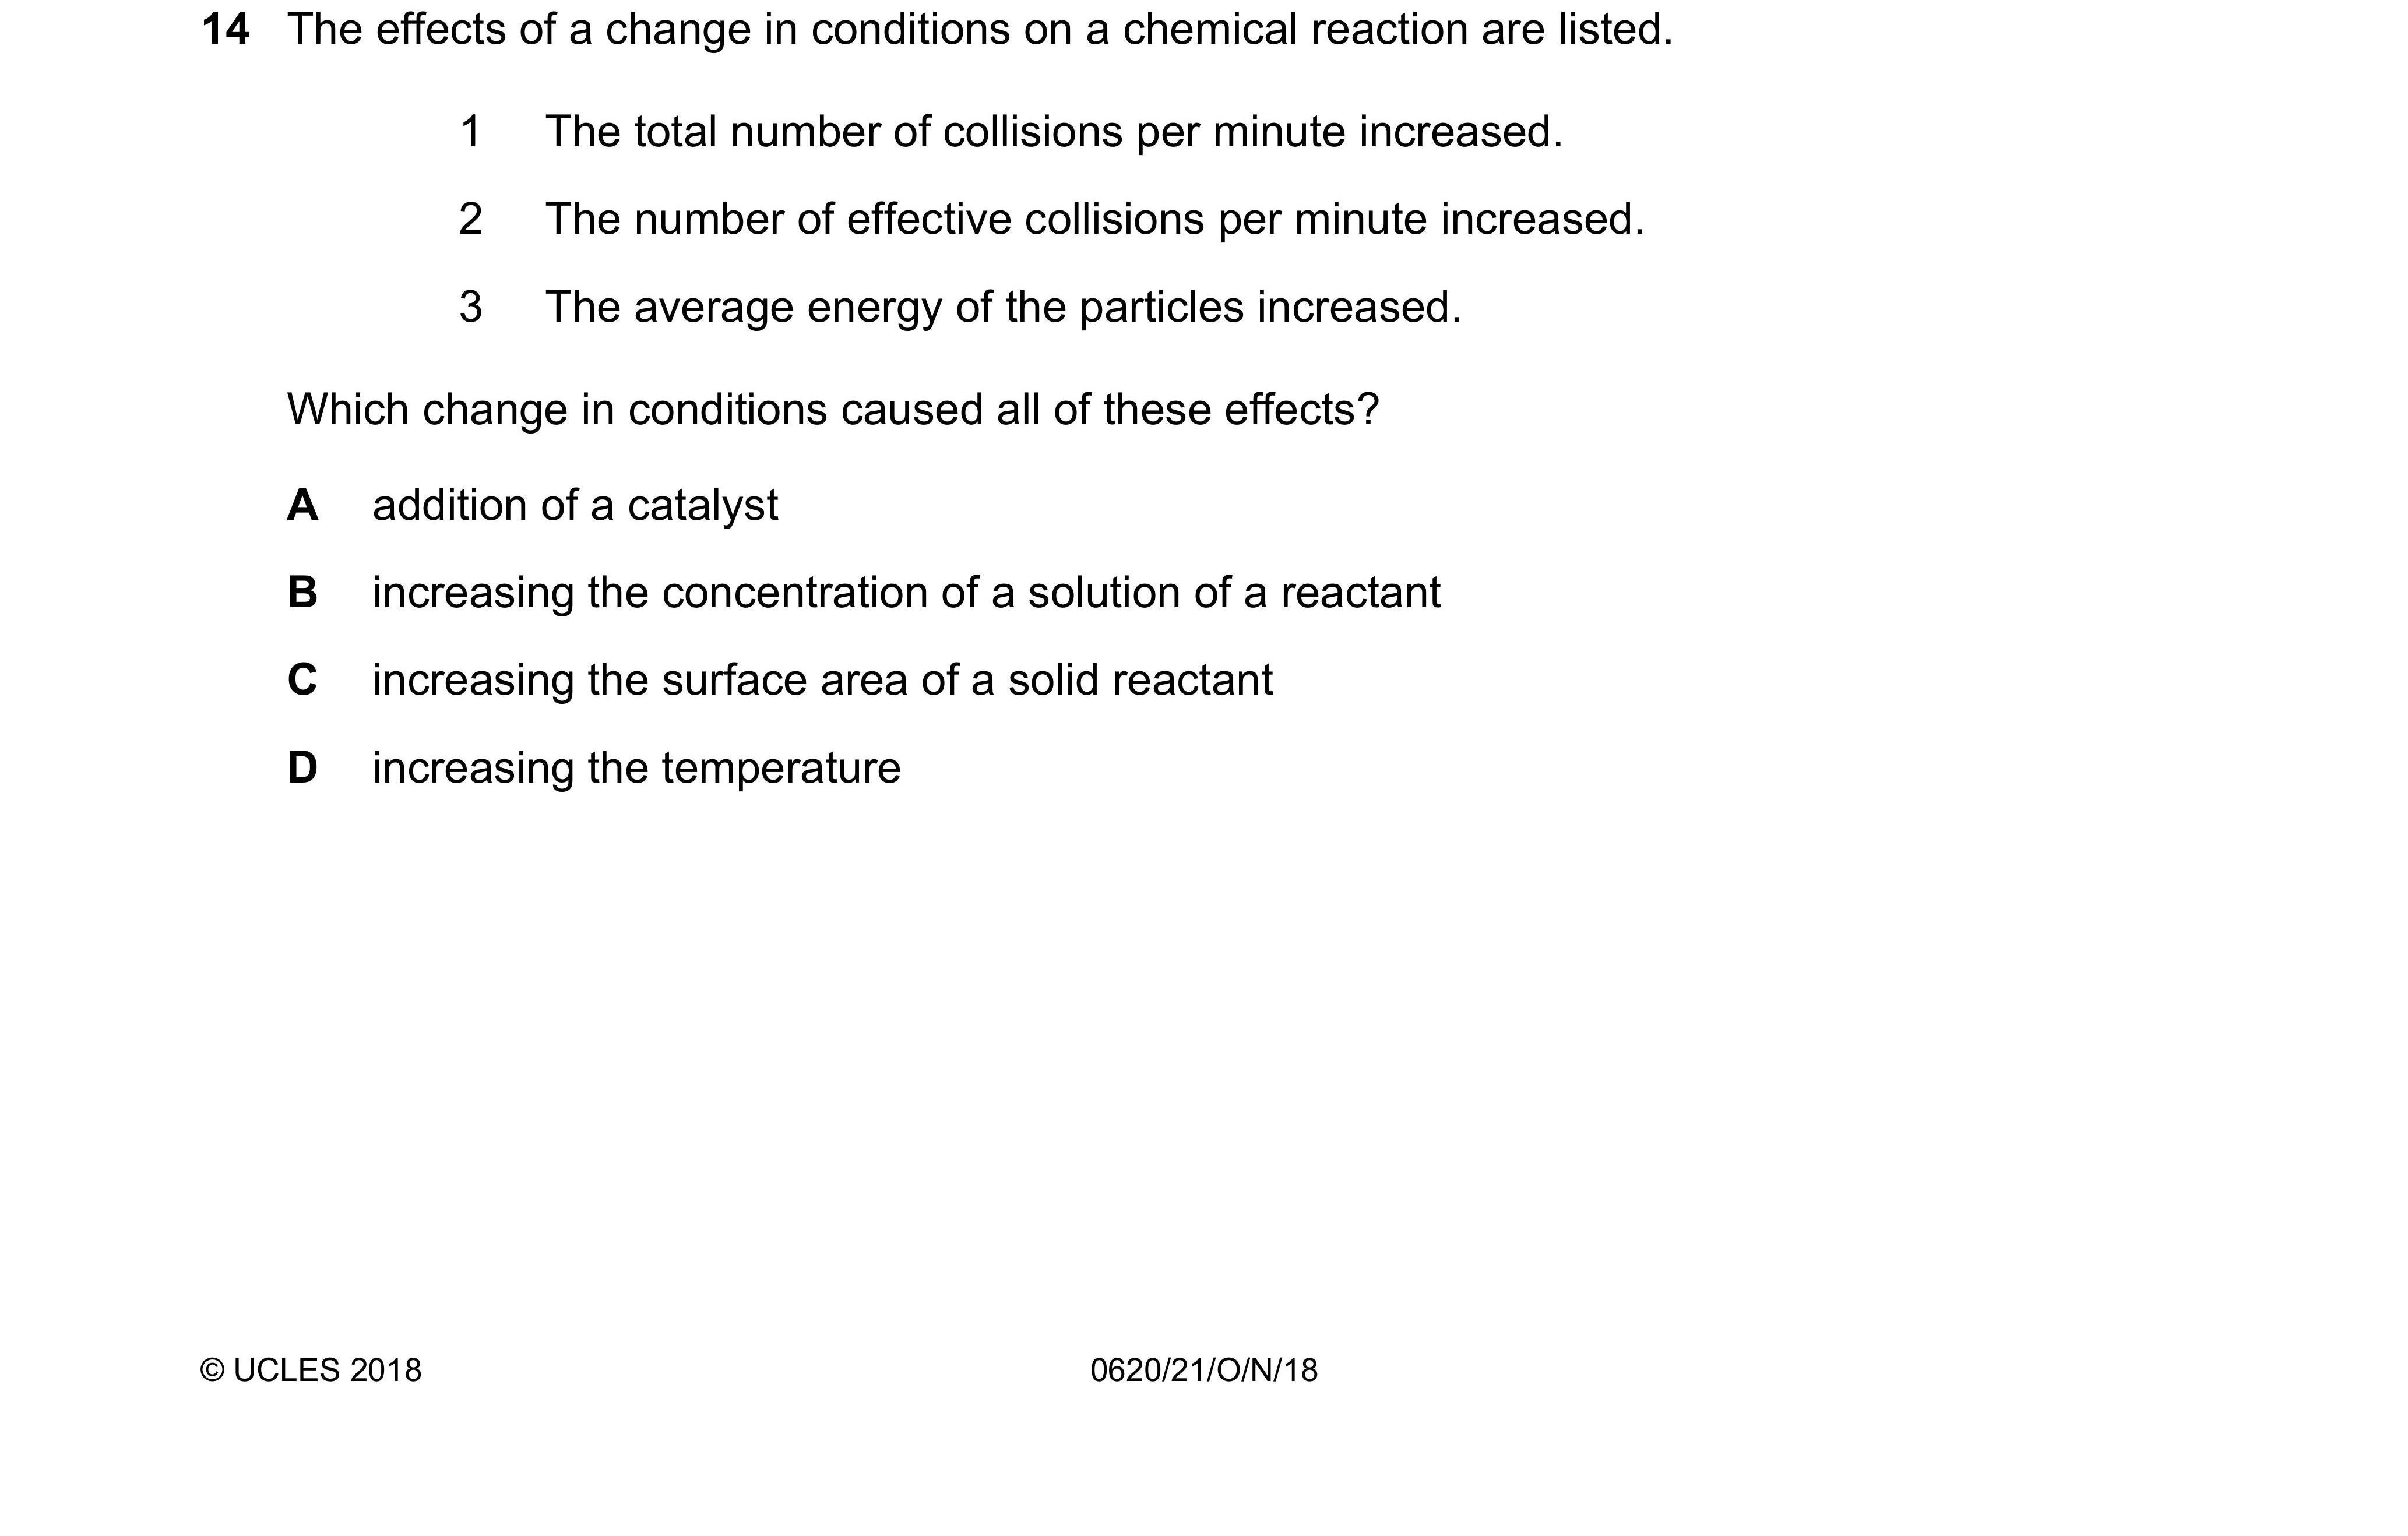 14 The effects of a change in conditions on a chemical reaction are listed.
1 The total number of collisions per minute increased.
2 The number of effective collisions per minute increased.
3 The average energy of the particles increased.
Which change in conditions caused all of these effects?
A addition of a catalyst
B increasing the concentration of a solution of a reactant
C increasing the surface area of a solid reactant
D increasing the temperature
© UCLES 2018 0620/21/O/N/18